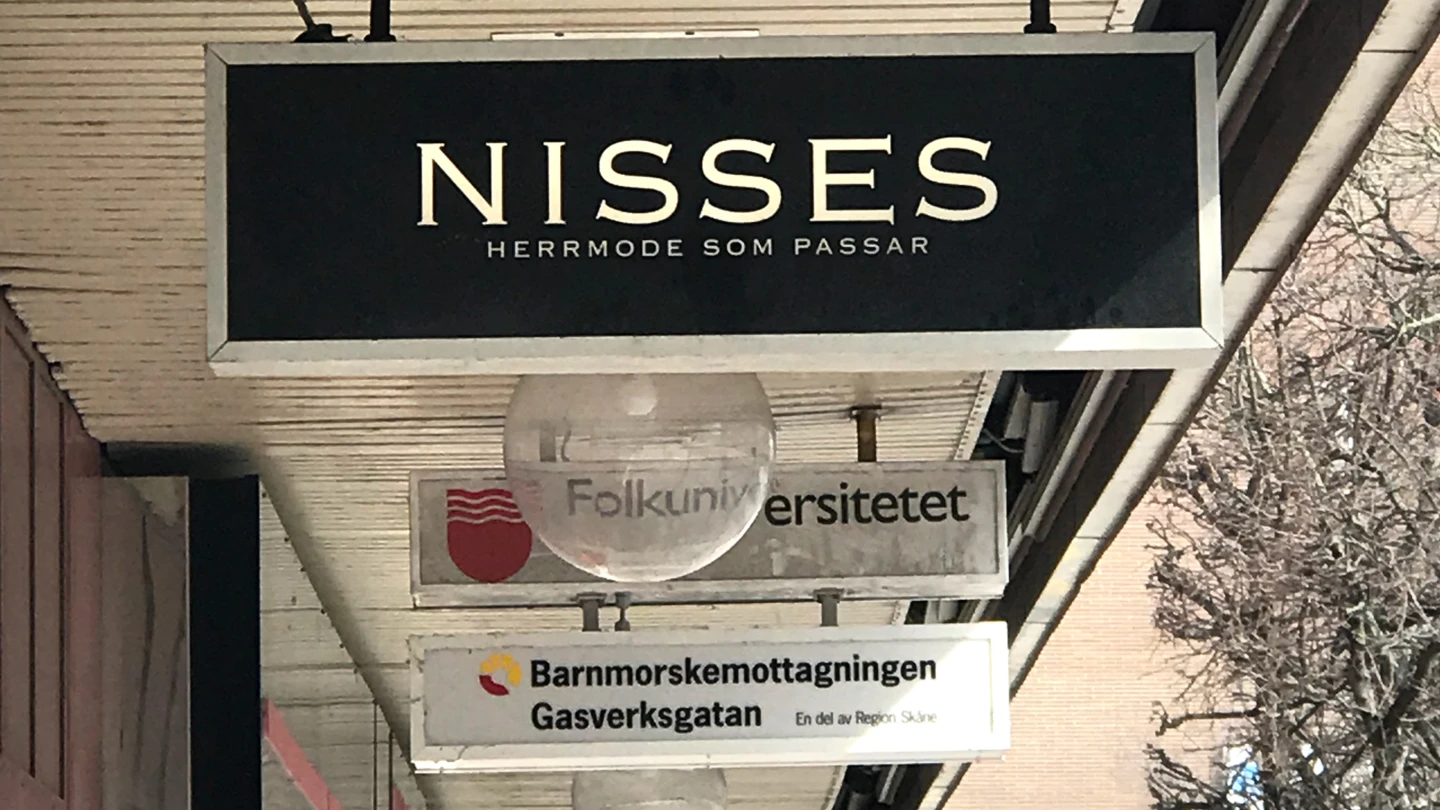 NISSES
HERRMODE SOM PASSAR
Folkuniversitetet
Barnmorskemottagningen
Gasverksgatan
En del av Region Skåne